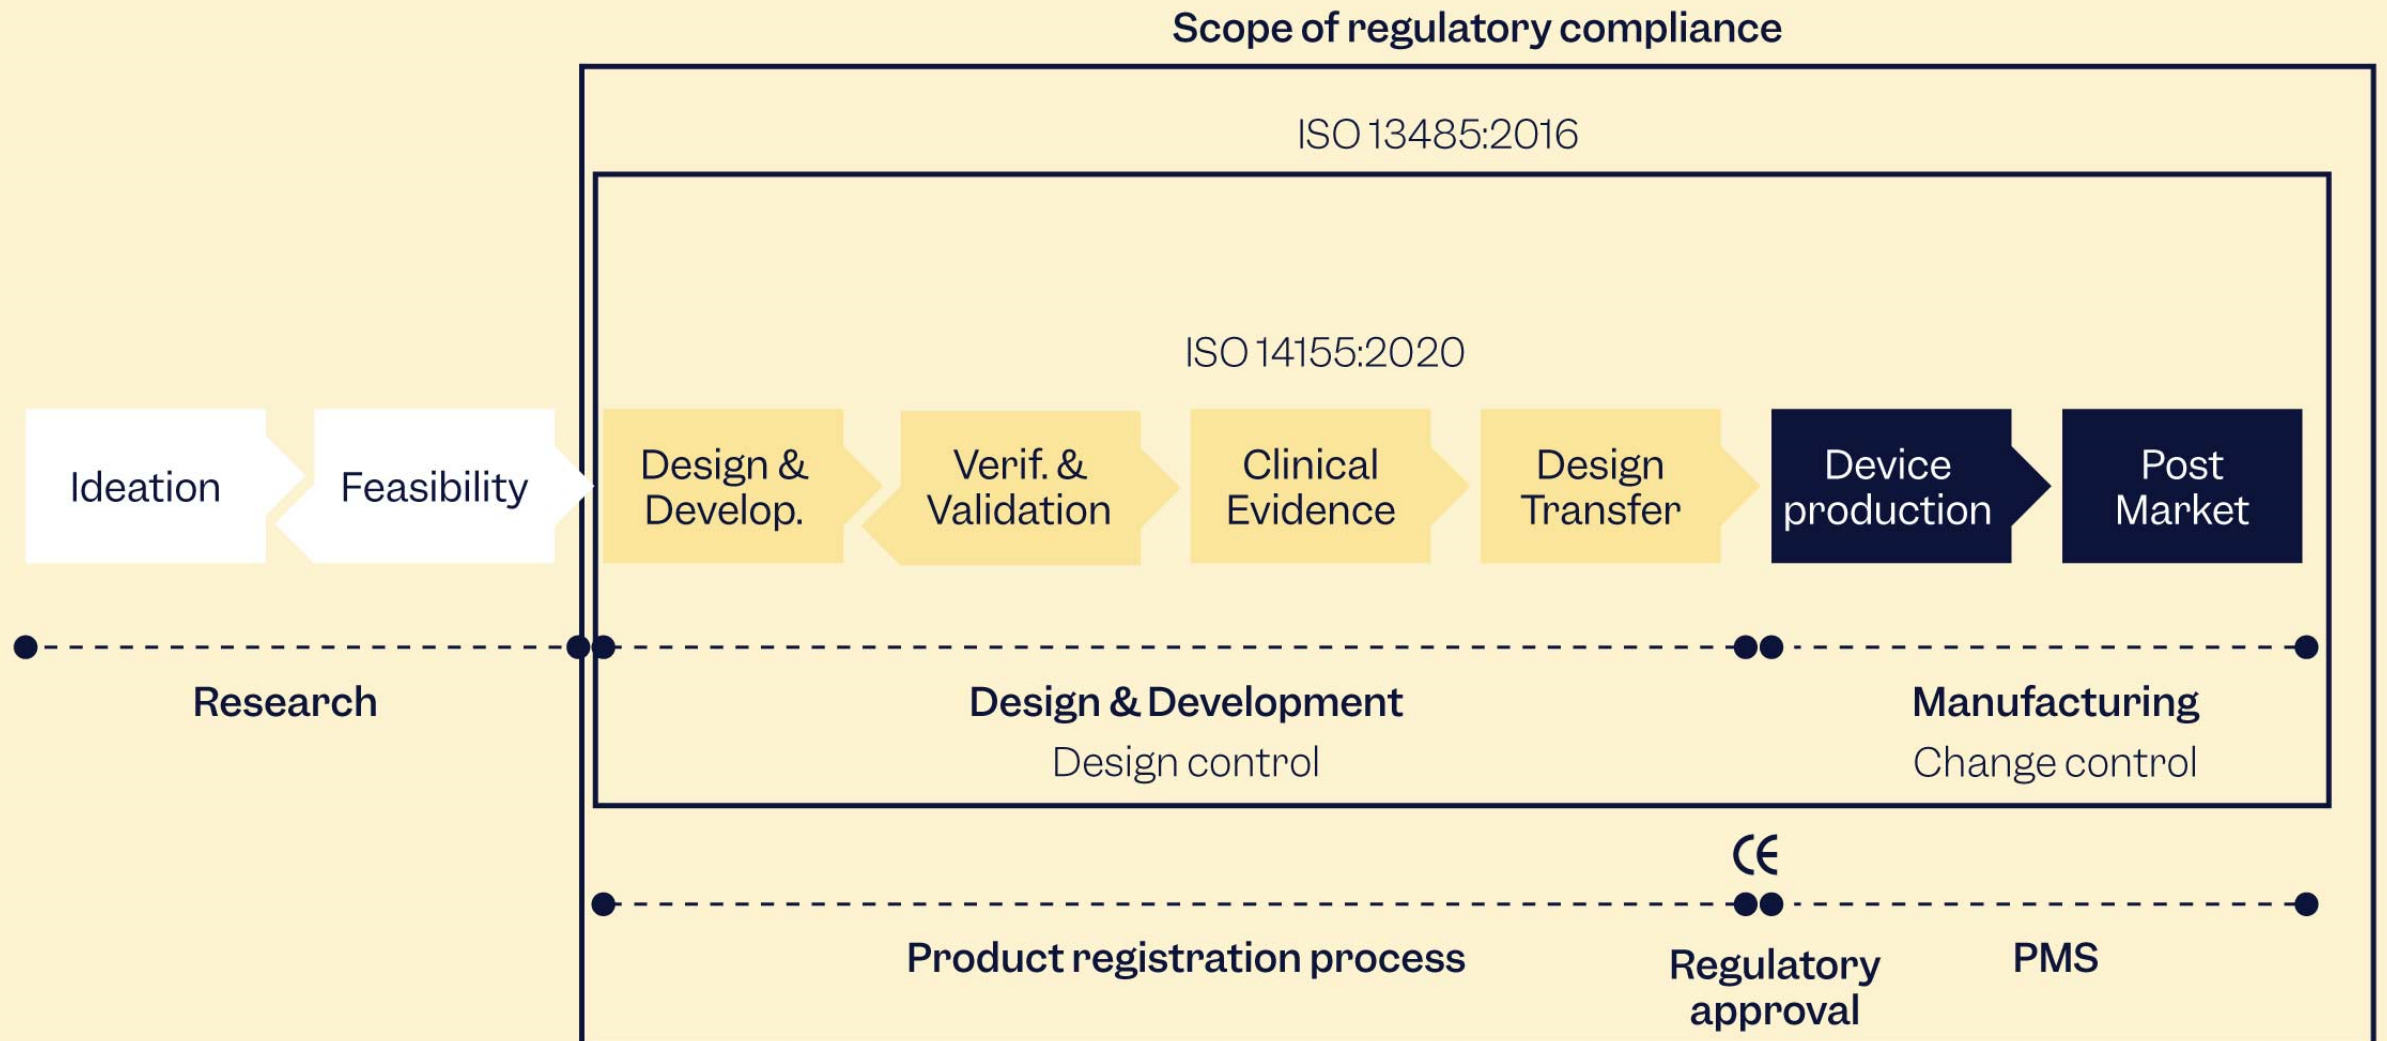 Scope of regulatory compliance
ISO 13485:2016
ISO 14155:2020
Ideation
Feasibility
Design &
Develop.
Verif. &
Validation
Clinical
Evidence
Design
Transfer
Device
production
Post
Market
Research
Design & Development
Design control
Manufacturing
Change control
CE
Product registration process
Regulatory
approval
PMS